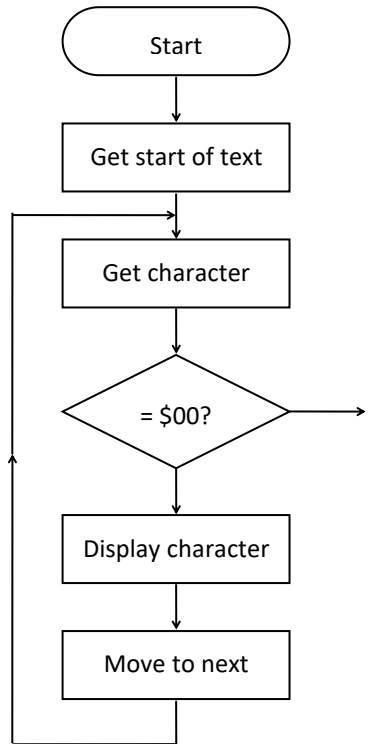 Start
Get start of text
Get character
= $00?
Display character
Move to next